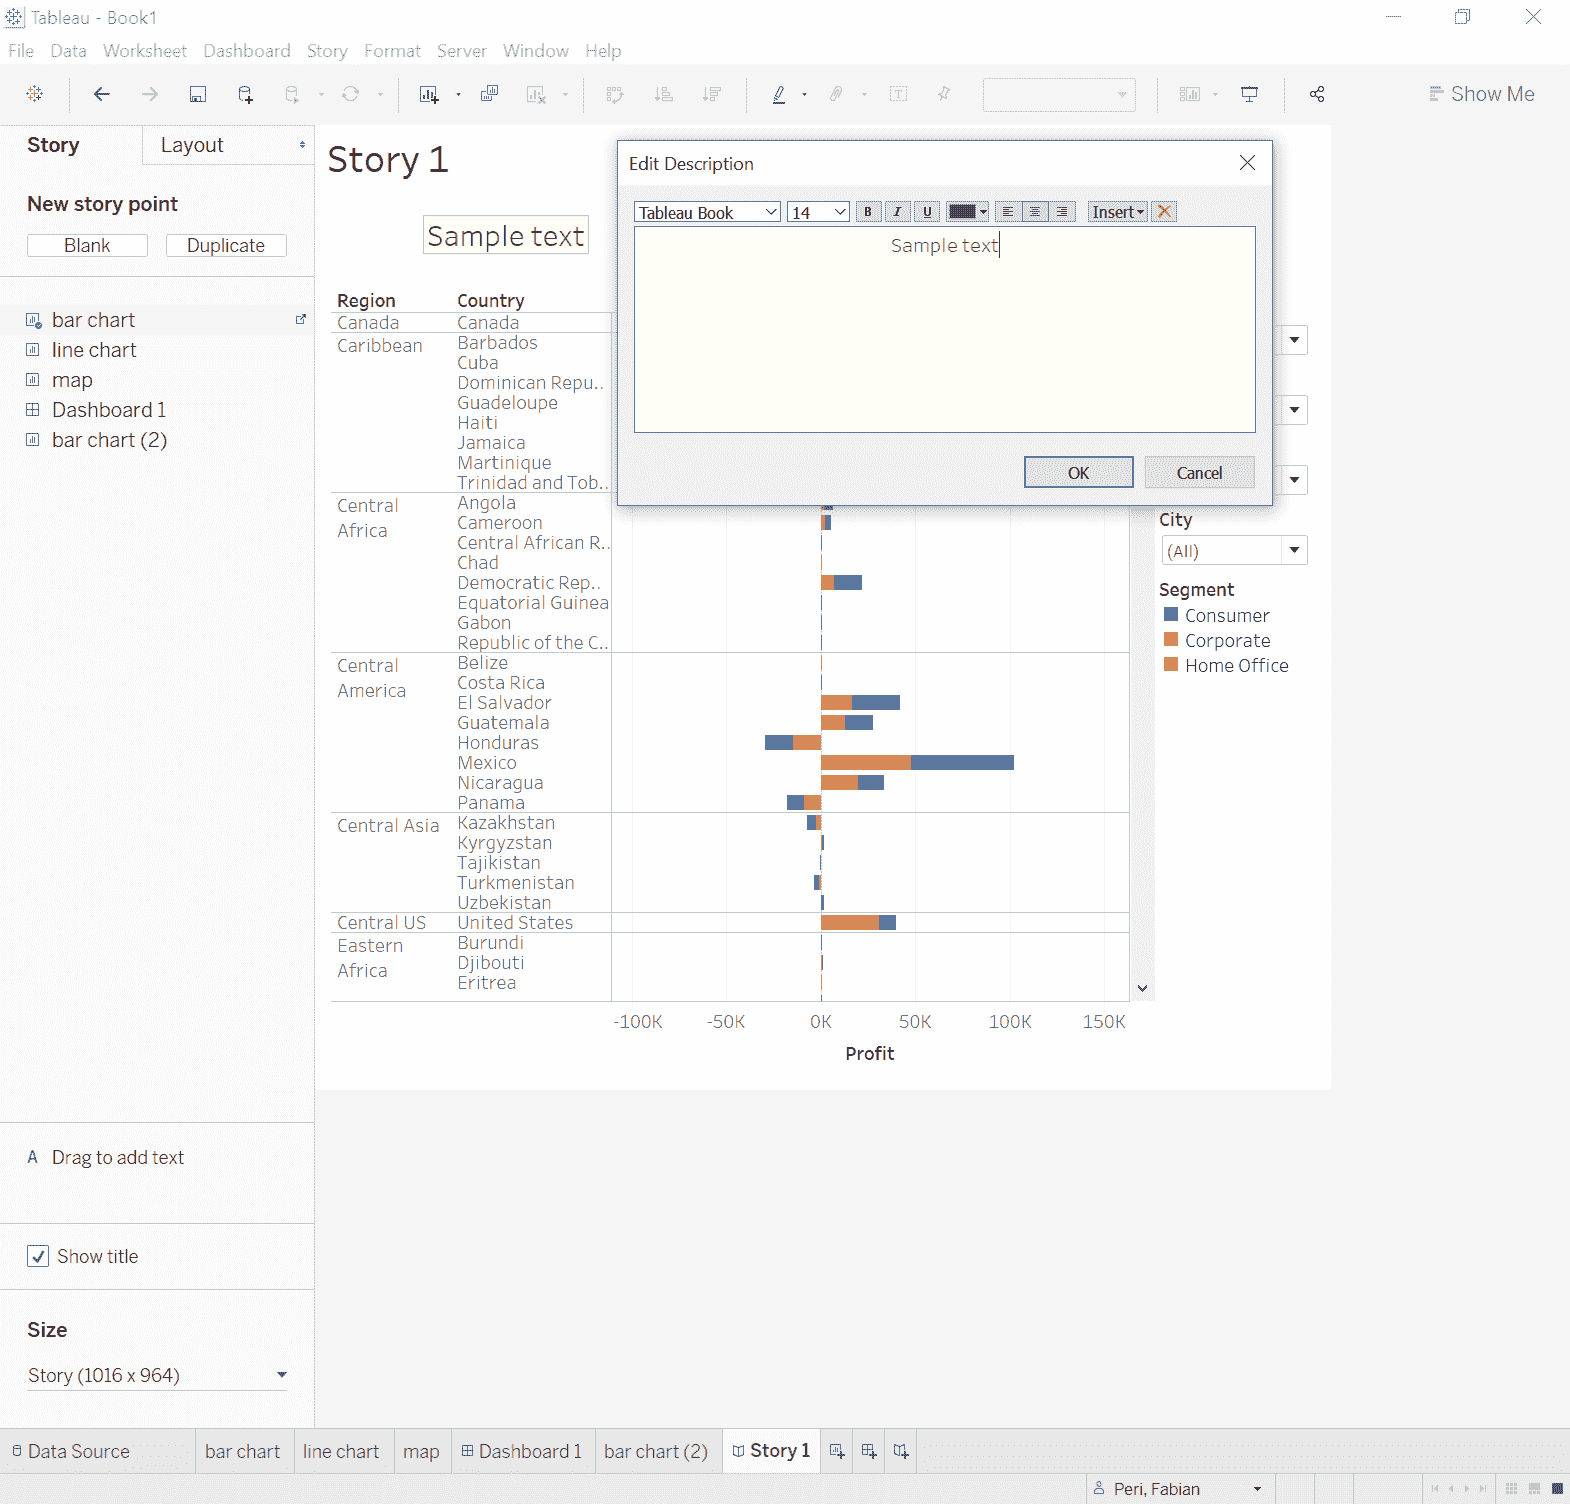 Tableau - Book1
File Data Worksheet Dashboard Story Format Server Window Help
Show Me
Story
Layout
New story point
Blank
Duplicate
bar chart
line chart
map
Dashboard 1
bar chart (2)
A Drag to add text
Show title
Size
Story (1016 x 964)
Story 1
Sample text
Edit Description
Tableau Book
14
B I U
Insert
Sample text
OK
Cancel
Region Country
Canada Canada
Caribbean Barbados
Cuba
Dominican Repu..
Guadeloupe
Haiti
Jamaica
Martinique
Trinidad and Tob..
Central Africa Angola
Cameroon
Central African R..
Chad
Democratic Rep..
Equatorial Guinea
Gabon
Republic of the C..
Central America Belize
Costa Rica
El Salvador
Guatemala
Honduras
Mexico
Nicaragua
Panama
Central Asia Kazakhstan
Kyrgyzstan
Tajikistan
Turkmenistan
Uzbekistan
Central US United States
Eastern Africa Burundi
Djibouti
Eritrea
-100K -50K 0K 50K 100K 150K
Profit
City
(All)
Segment
Consumer
Corporate
Home Office
Data Source bar chart line chart map Dashboard 1 bar chart (2) Story 1
Peri, Fabian